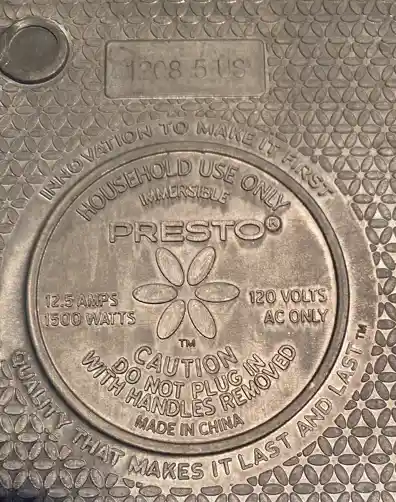 1208 5 US
INNOVATION TO MAKE IT FIRST
HOUSEHOLD USE ONLY
IMMERSIBLE
PRESTO®
12.5 AMPS
1500 WATTS
120 VOLTS
AC ONLY
TM
CAUTION
DO NOT PLUG IN
WITH HANDLES REMOVED
MADE IN CHINA
QUALITY THAT MAKES IT LAST AND LAST™